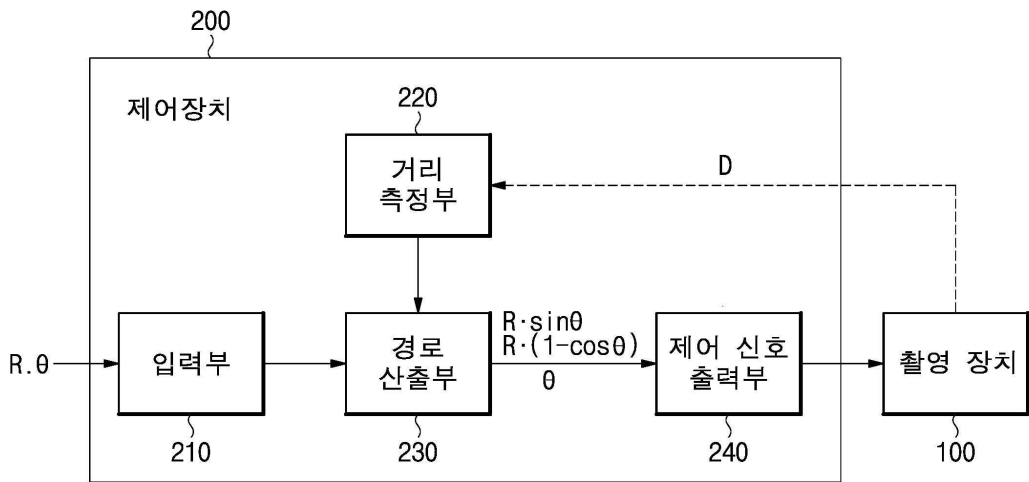 200
제어장치
220
거리
측정부
D
R.θ
입력부
경로
산출부
R·sinθ
R·(1-cosθ)
θ
제어 신호
출력부
촬영 장치
210
230
240
100